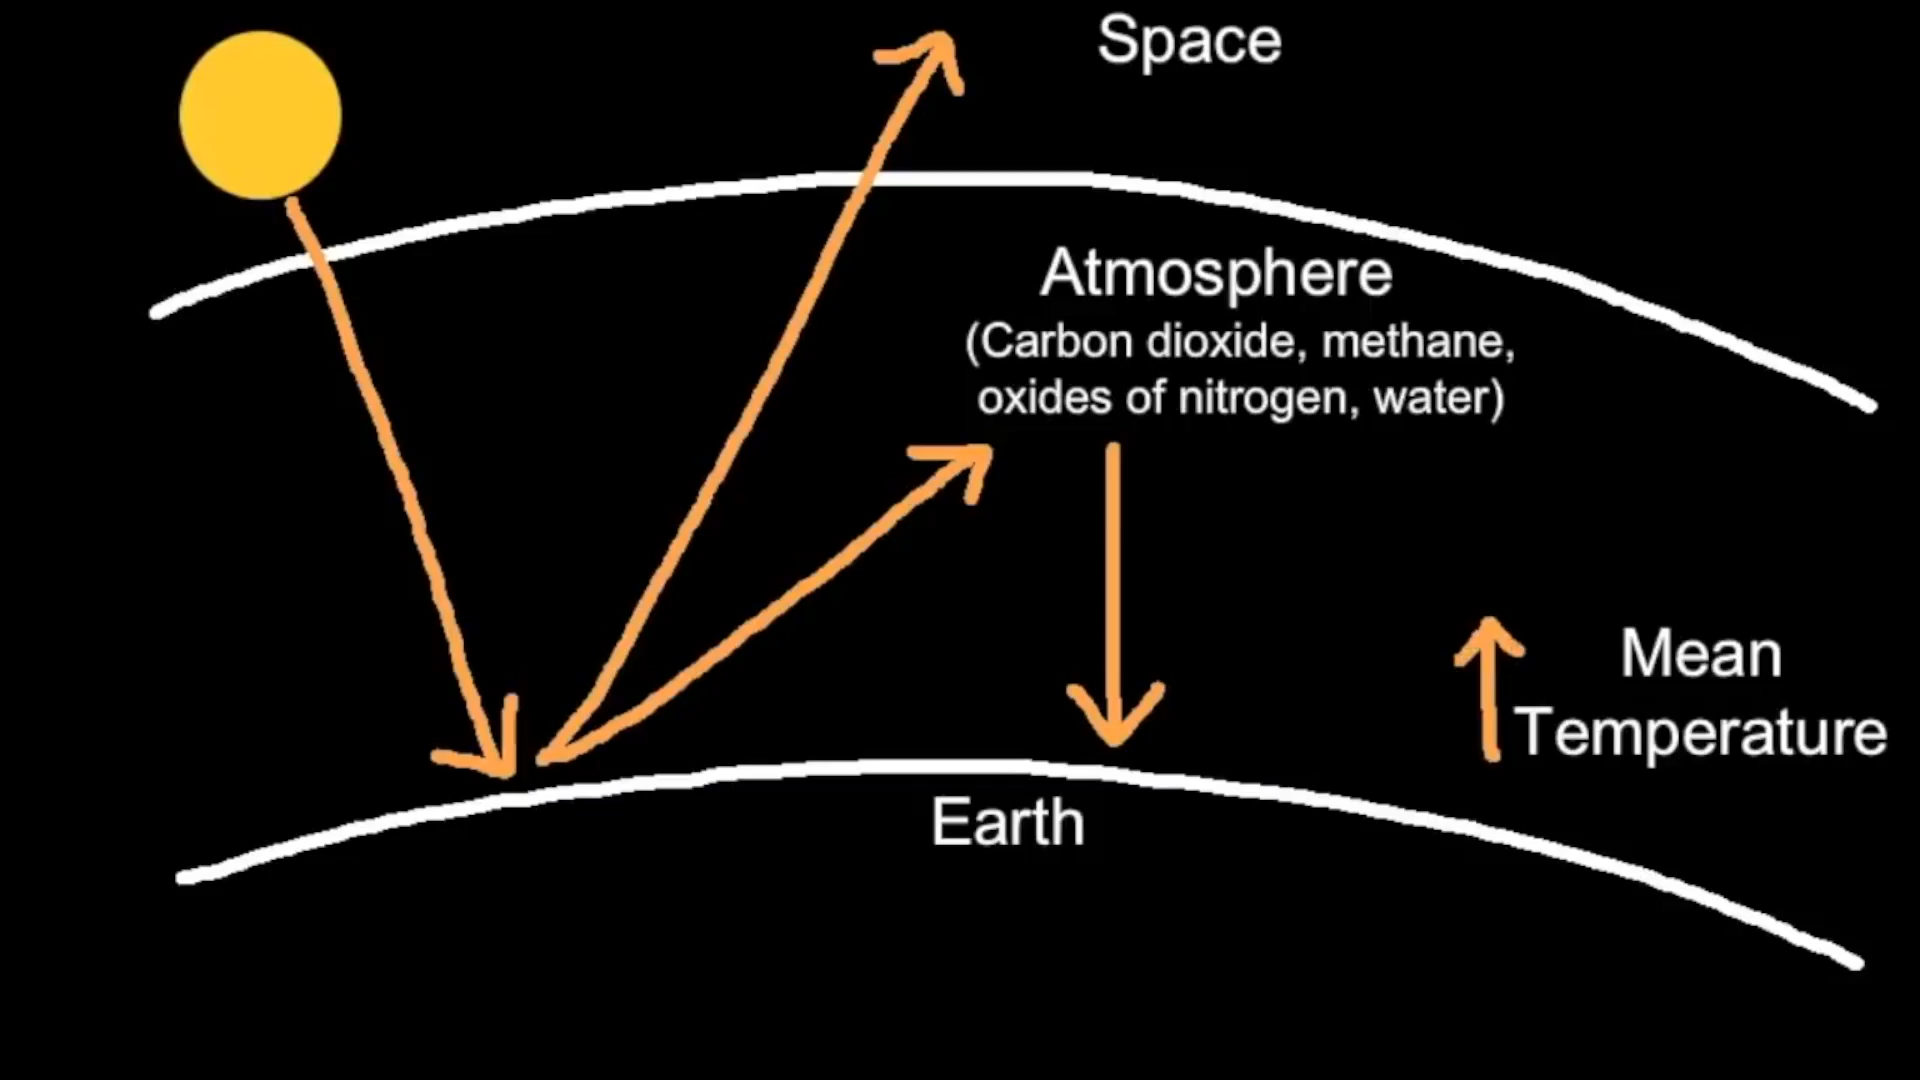 Space
Atmosphere
(Carbon dioxide, methane,
oxides of nitrogen, water)
Mean
Temperature
Earth